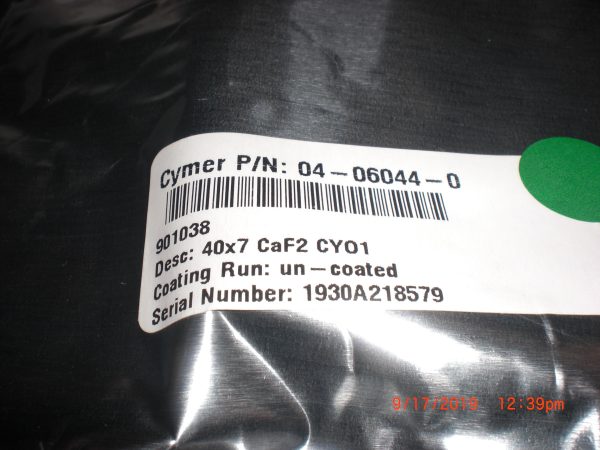 Cymer P/N: 04-06044-0
901038
Desc: 40x7 CaF2 CYO1
Coating Run: un-coated
Serial Number: 1930A218579
9/17/2019 12:39pm